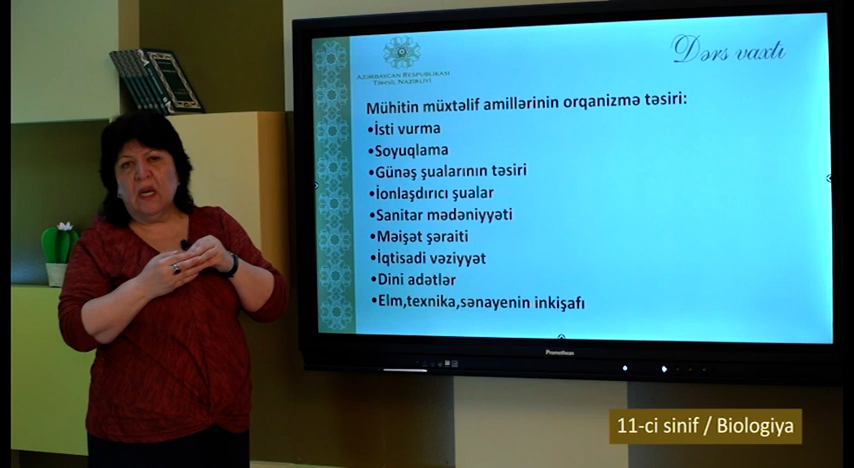 Dərs vaxtı
AZƏRBAYCAN RESPUBLİKASI
TƏHSİL NAZİRLİYİ
Mühitin müxtəlif amillərinin orqanizmə təsiri:
•İsti vurma
•Soyuqlama
•Günəş şualarının təsiri
•İonlaşdırıcı şualar
•Sanitar mədəniyyəti
•Məişət şəraiti
•İqtisadi vəziyyət
•Dini adətlər
•Elm,texnika,sənayenin inkişafı
Promethean
11-ci sinif / Biologiya